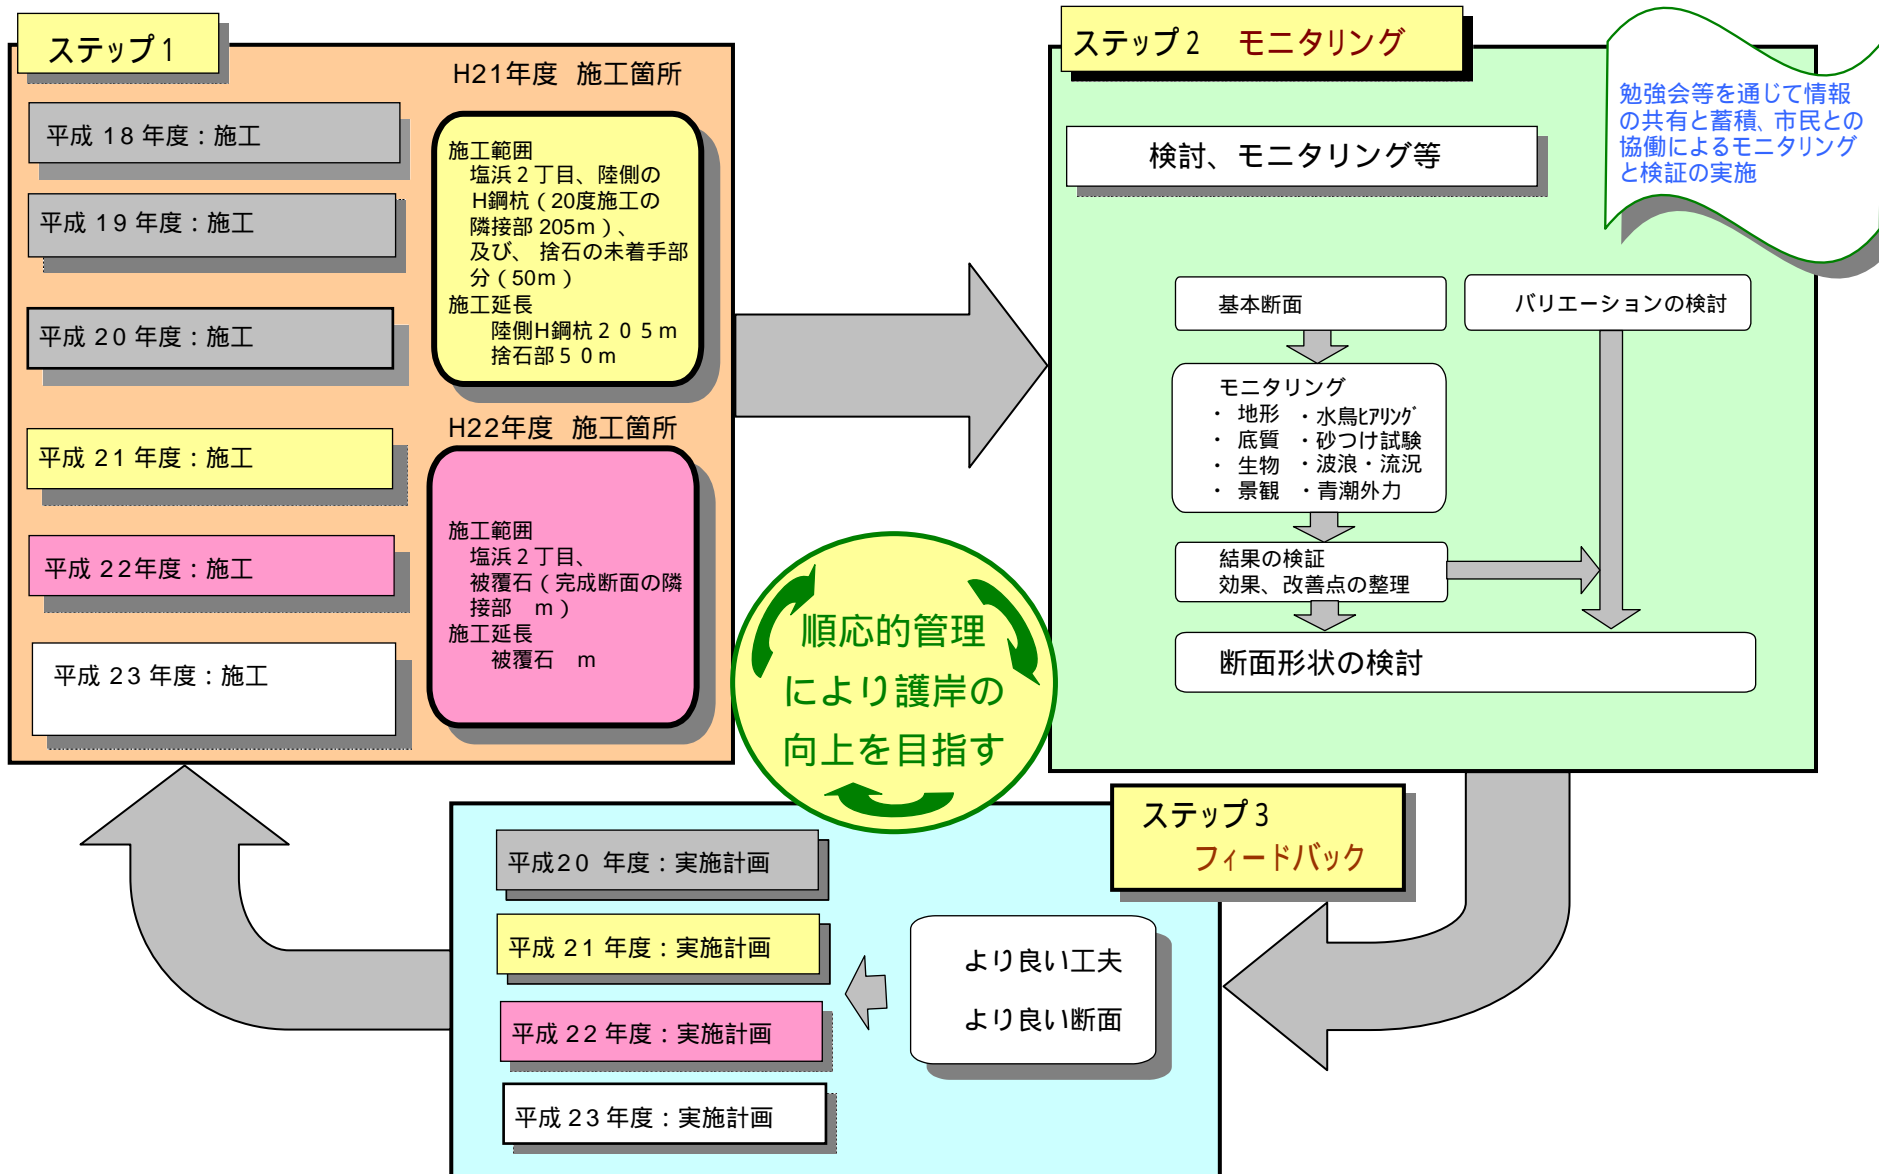 ステップ1
H21年度 施工箇所
平成 18 年度：施工
平成 19 年度：施工
平成 20 年度：施工
平成 21 年度：施工
平成 22年度：施工
平成 23 年度：施工
施工範囲
塩浜２丁目、陸側の
H鋼杭（20度施工の
隣接部 205m）、
及び、 捨石の未着手部
分（50m）
施工延長
陸側H鋼杭２０５m
捨石部５０m
H22年度 施工箇所
施工範囲
塩浜２丁目、
被覆石（完成断面の隣
接部 m）
施工延長
被覆石 m
ステップ2 モニタリング
勉強会等を通じて情報
の共有と蓄積、市民との
協働によるモニタリング
と検証の実施
検討、モニタリング等
基本断面
バリエーションの検討
モニタリング
・ 地形 ・水鳥ﾋｱﾘﾝｸﾞ
・ 底質 ・砂つけ試験
・ 生物 ・波浪・流況
・ 景観 ・青潮外力
結果の検証
効果、改善点の整理
断面形状の検討
順応的管理
により護岸の
向上を目指す
ステップ3
フィードバック
平成20 年度：実施計画
平成 21 年度：実施計画
平成 22 年度：実施計画
平成 23 年度：実施計画
より良い工夫
より良い断面